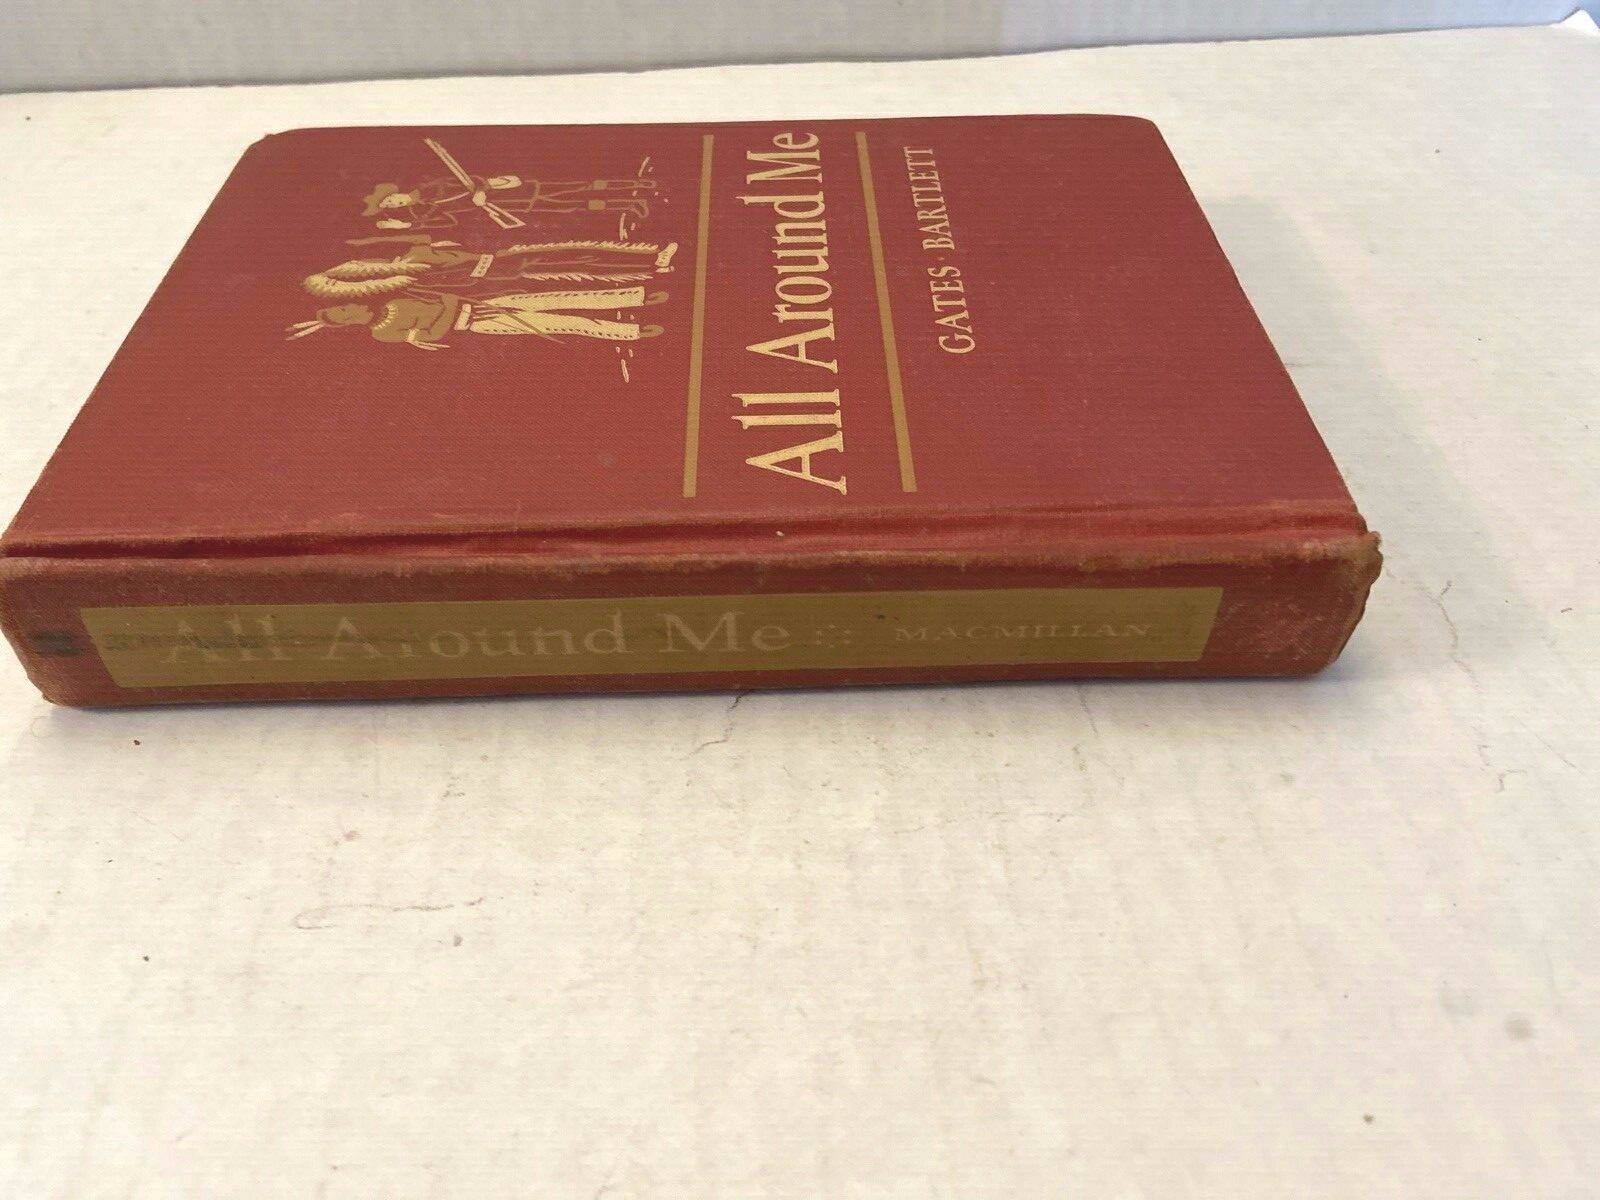 All Around Me
GATES · BARTLETT
All Around Me
MACMILLAN